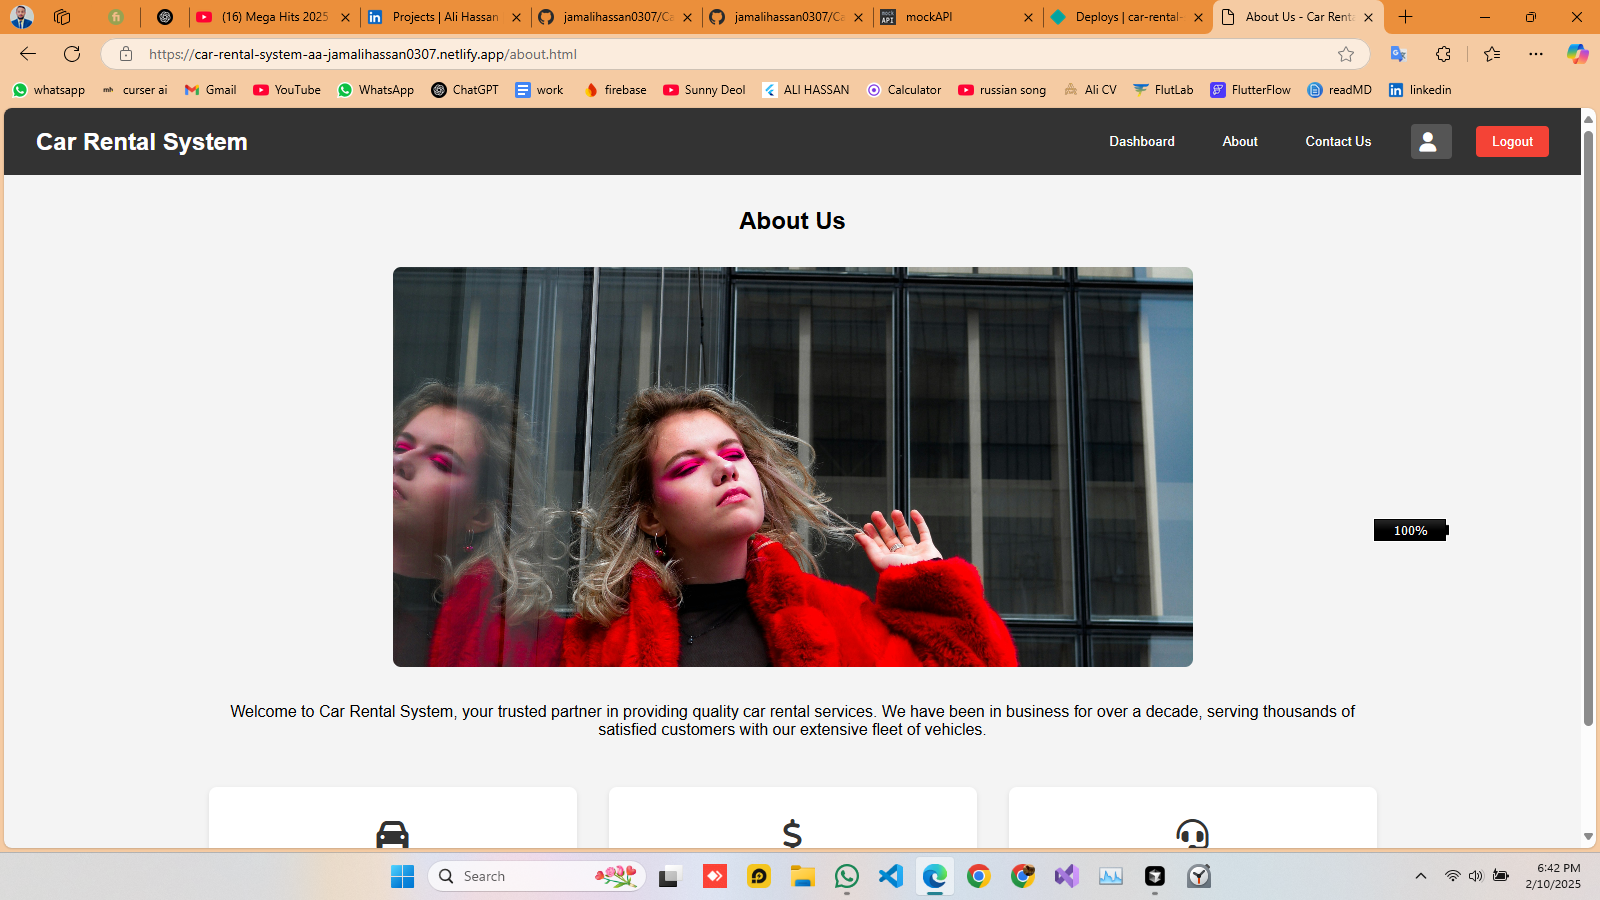 (16) Mega Hits 2025
Projects | Ali Hassan
jamalihassan0307/Ca
jamalihassan0307/Ca
mock
API
mockAPI
Deploys | car-rental-
About Us - Car Renta
https://car-rental-system-aa-jamalihassan0307.netlify.app/about.html
whatsapp
curser ai
Gmail
YouTube
WhatsApp
ChatGPT
work
firebase
Sunny Deol
ALI HASSAN
Calculator
russian song
Ali CV
FlutLab
FlutterFlow
readMD
linkedin
Car Rental System
Dashboard
About
Contact Us
Logout
About Us
100%
Welcome to Car Rental System, your trusted partner in providing quality car rental services. We have been in business for over a decade, serving thousands of
satisfied customers with our extensive fleet of vehicles.
Search
6:42 PM
2/10/2025